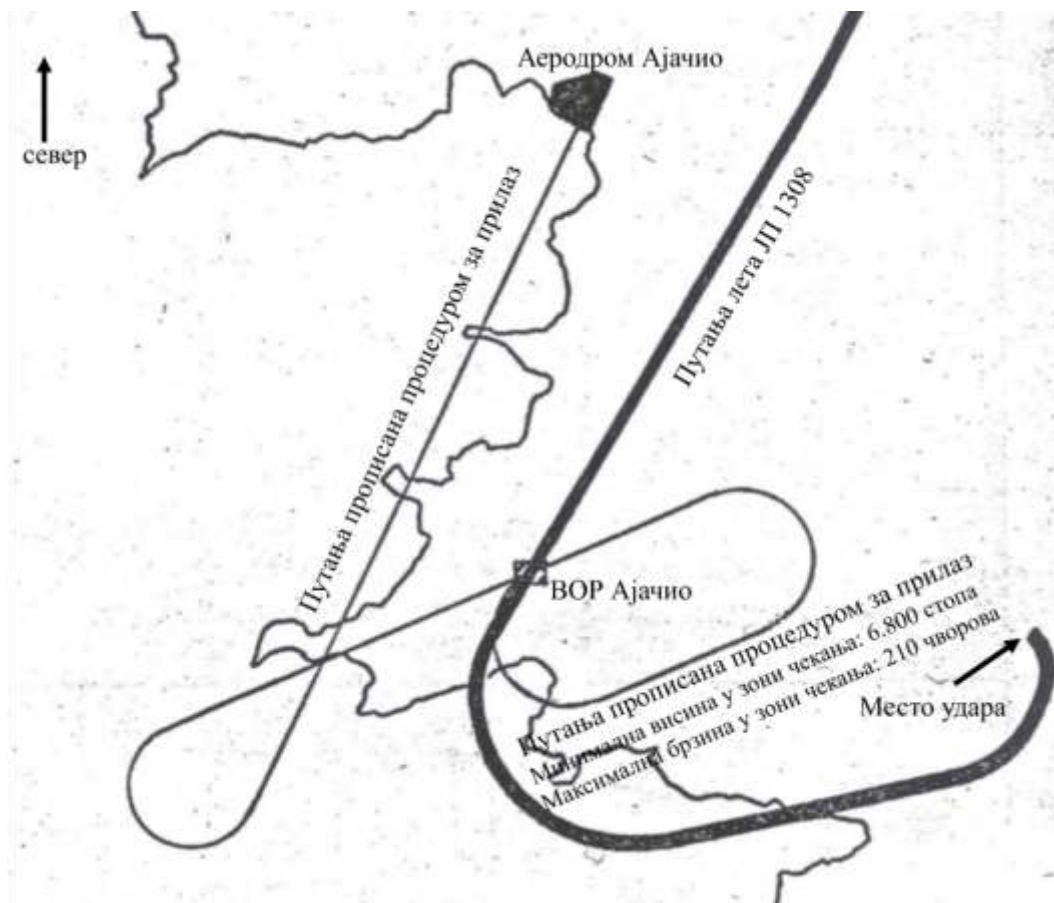 Аеродром Ајачио
север
Путања прописана процедуром за прилаз
Путања лета ЈП 1308
ВОР Ајачио
Путања прописана процедуром за прилаз
Минимална висина у зони чекања: 6.800 стопа
Максимална брзина у зони чекања: 210 чворова
Место удара